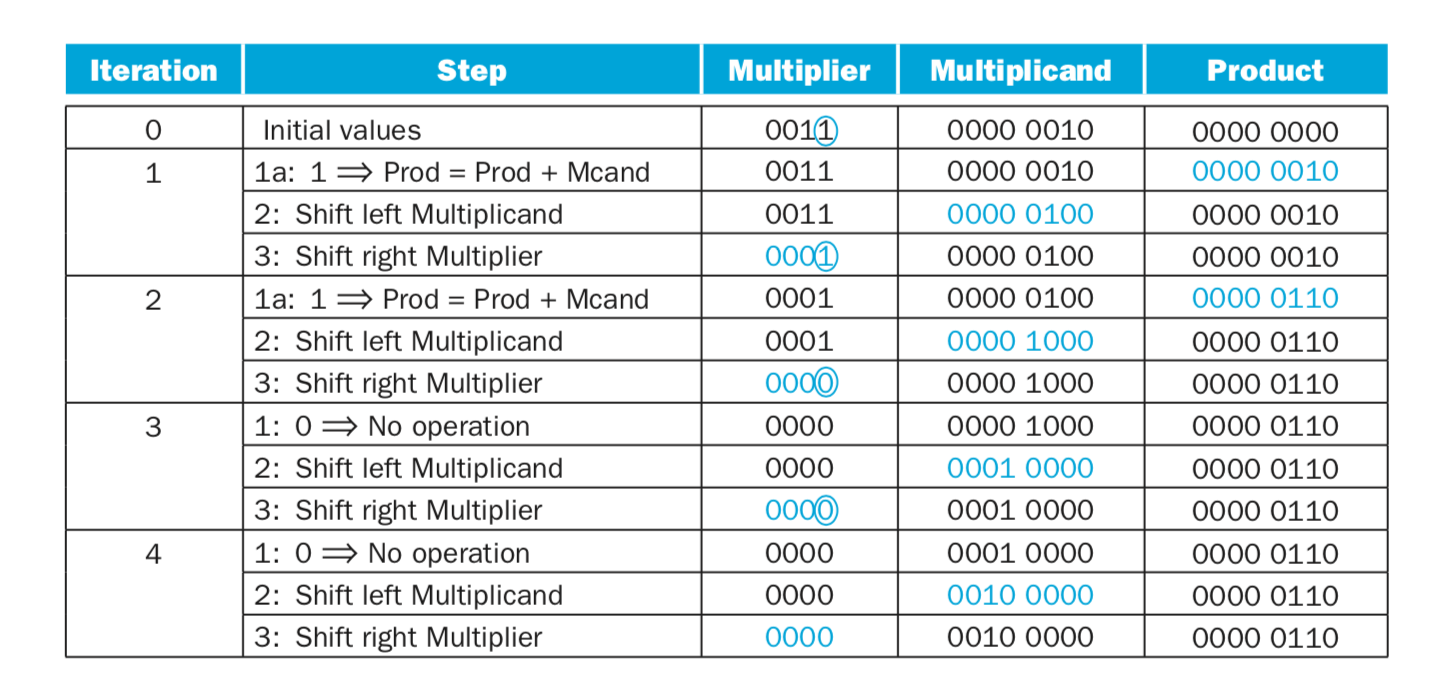 Iteration Step Multiplier Multiplicand Product
0 Initial values 0011 0000 0010 0000 0000
1 1a: 1 ⇒ Prod = Prod + Mcand 0011 0000 0010 0000 0010
2: Shift left Multiplicand 0011 0000 0100 0000 0010
3: Shift right Multiplier 0001 0000 0100 0000 0010
2 1a: 1 ⇒ Prod = Prod + Mcand 0001 0000 0100 0000 0110
2: Shift left Multiplicand 0001 0000 1000 0000 0110
3: Shift right Multiplier 0000 0000 1000 0000 0110
3 1: 0 ⇒ No operation 0000 0000 1000 0000 0110
2: Shift left Multiplicand 0000 0001 0000 0000 0110
3: Shift right Multiplier 0000 0001 0000 0000 0110
4 1: 0 ⇒ No operation 0000 0001 0000 0000 0110
2: Shift left Multiplicand 0000 0010 0000 0000 0110
3: Shift right Multiplier 0000 0010 0000 0000 0110